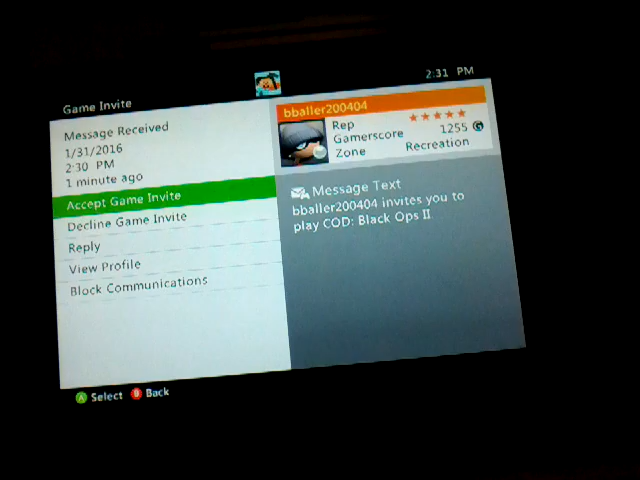 2:31 PM
Game Invite
Message Received
1/31/2016
2:30 PM
1 minute ago
Accept Game Invite
Decline Game Invite
Reply
View Profile
Block Communications
bballer200404
Rep
Gamerscore 1255 G
Zone Recreation
Message Text
bballer200404 invites you to
play COD: Black Ops II
A Select B Back